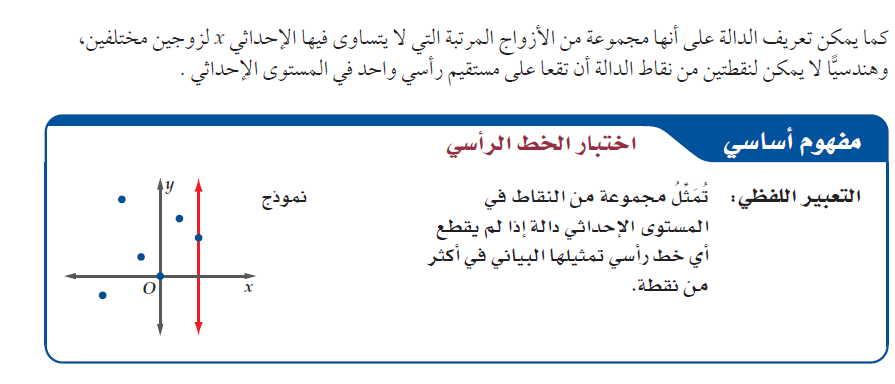 كما يمكن تعريف الدالة على أنها مجموعة من الأزواج المرتبة التي لا يتساوى فيها الإحداثي x لزوجين مختلفين،
وهندسيًّا لا يمكن لنقطتين من نقاط الدالة أن تقعا على مستقيم رأسي واحد في المستوى الإحداثي .
مفهوم أساسي
اختبار الخط الرأسي
التعبير اللفظي:
تُمَثِّلُ مجموعة من النقاط في
المستوى الإحداثي دالة إذا لم يقطع
أي خط رأسي تمثيلها البياني في أكثر
من نقطة.
نموذج
y
O
x